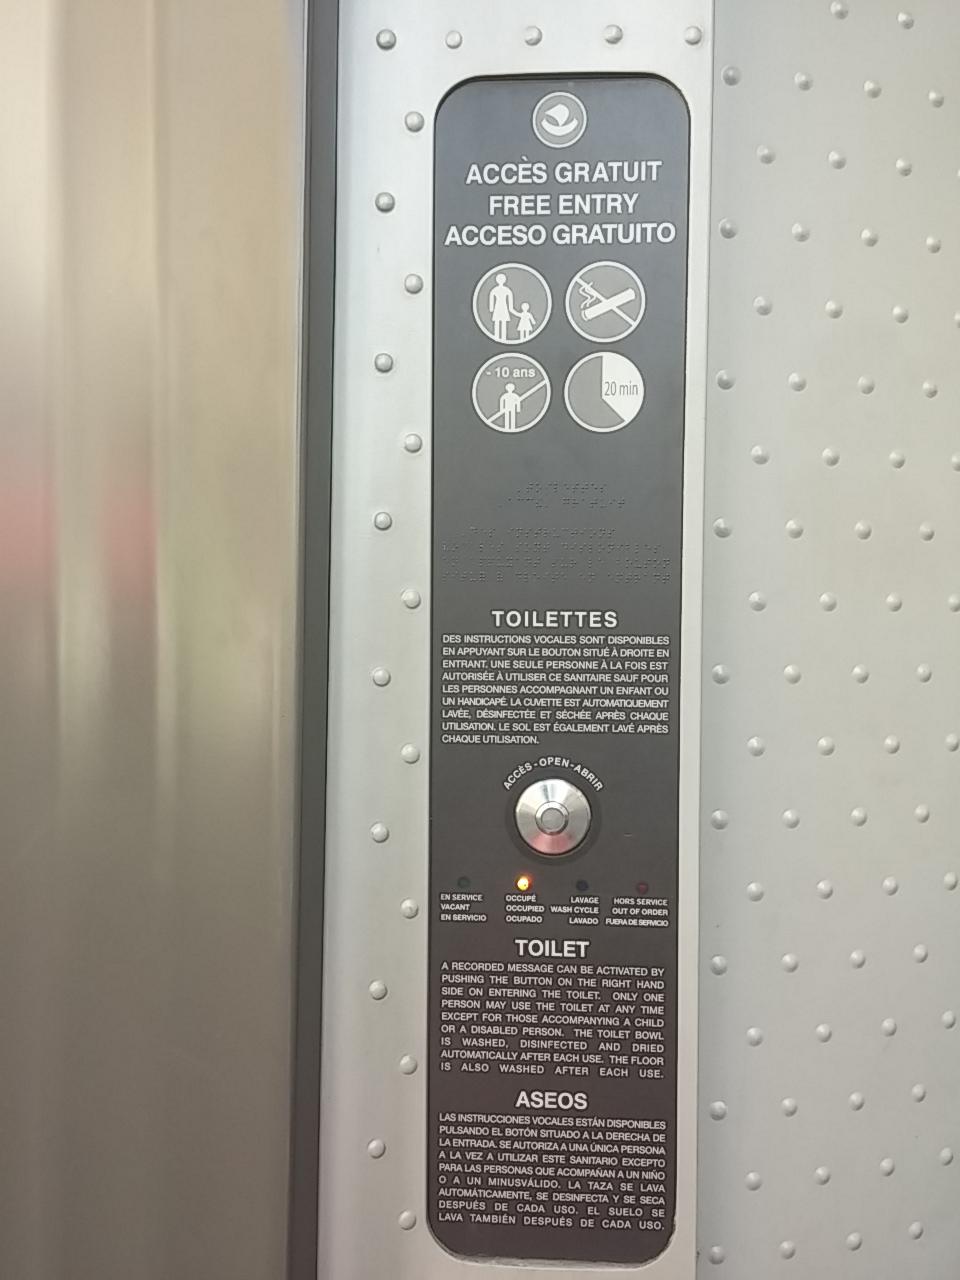 ACCÈS GRATUIT
FREE ENTRY
ACCESO GRATUITO
- 10 ans
20 min
TOILETTES
DES INSTRUCTIONS VOCALES SONT DISPONIBLES
EN APPUYANT SUR LE BOUTON SITUÉ À DROITE EN
ENTRANT. UNE SEULE PERSONNE À LA FOIS EST
AUTORISÉE À UTILISER CE SANITAIRE SAUF POUR
LES PERSONNES ACCOMPAGNANT UN ENFANT OU
UN HANDICAPÉ. LA CUVETTE EST AUTOMATIQUEMENT
LAVÉE, DÉSINFECTÉE ET SÉCHÉE APRÈS CHAQUE
UTILISATION. LE SOL EST ÉGALEMENT LAVÉ APRÈS
CHAQUE UTILISATION.
ACCÈS-OPEN-ABRIR
EN SERVICE
VACANT
EN SERVICIO
OCCUPÉ
OCCUPIED
OCUPADO
LAVAGE
WASH CYCLE
LAVADO
HORS SERVICE
OUT OF ORDER
FUERA DE SERVICIO
TOILET
A RECORDED MESSAGE CAN BE ACTIVATED BY
PUSHING THE BUTTON ON THE RIGHT HAND
SIDE ON ENTERING THE TOILET. ONLY ONE
PERSON MAY USE THE TOILET AT ANY TIME
EXCEPT FOR THOSE ACCOMPANYING A CHILD
OR A DISABLED PERSON. THE TOILET BOWL
IS WASHED, DISINFECTED AND DRIED
AUTOMATICALLY AFTER EACH USE. THE FLOOR
IS ALSO WASHED AFTER EACH USE.
ASEOS
LAS INSTRUCCIONES VOCALES ESTÁN DISPONIBLES
PULSANDO EL BOTÓN SITUADO A LA DERECHA DE
LA ENTRADA. SE AUTORIZA A UNA ÚNICA PERSONA
A LA VEZ A UTILIZAR ESTE SANITARIO EXCEPTO
PARA LAS PERSONAS QUE ACOMPAÑAN A UN NIÑO
O A UN MINUSVÁLIDO. LA TAZA SE LAVA
AUTOMÁTICAMENTE, SE DESINFECTA Y SE SECA
DESPUÉS DE CADA USO. EL SUELO SE
LAVA TAMBIÉN DESPUÉS DE CADA USO.